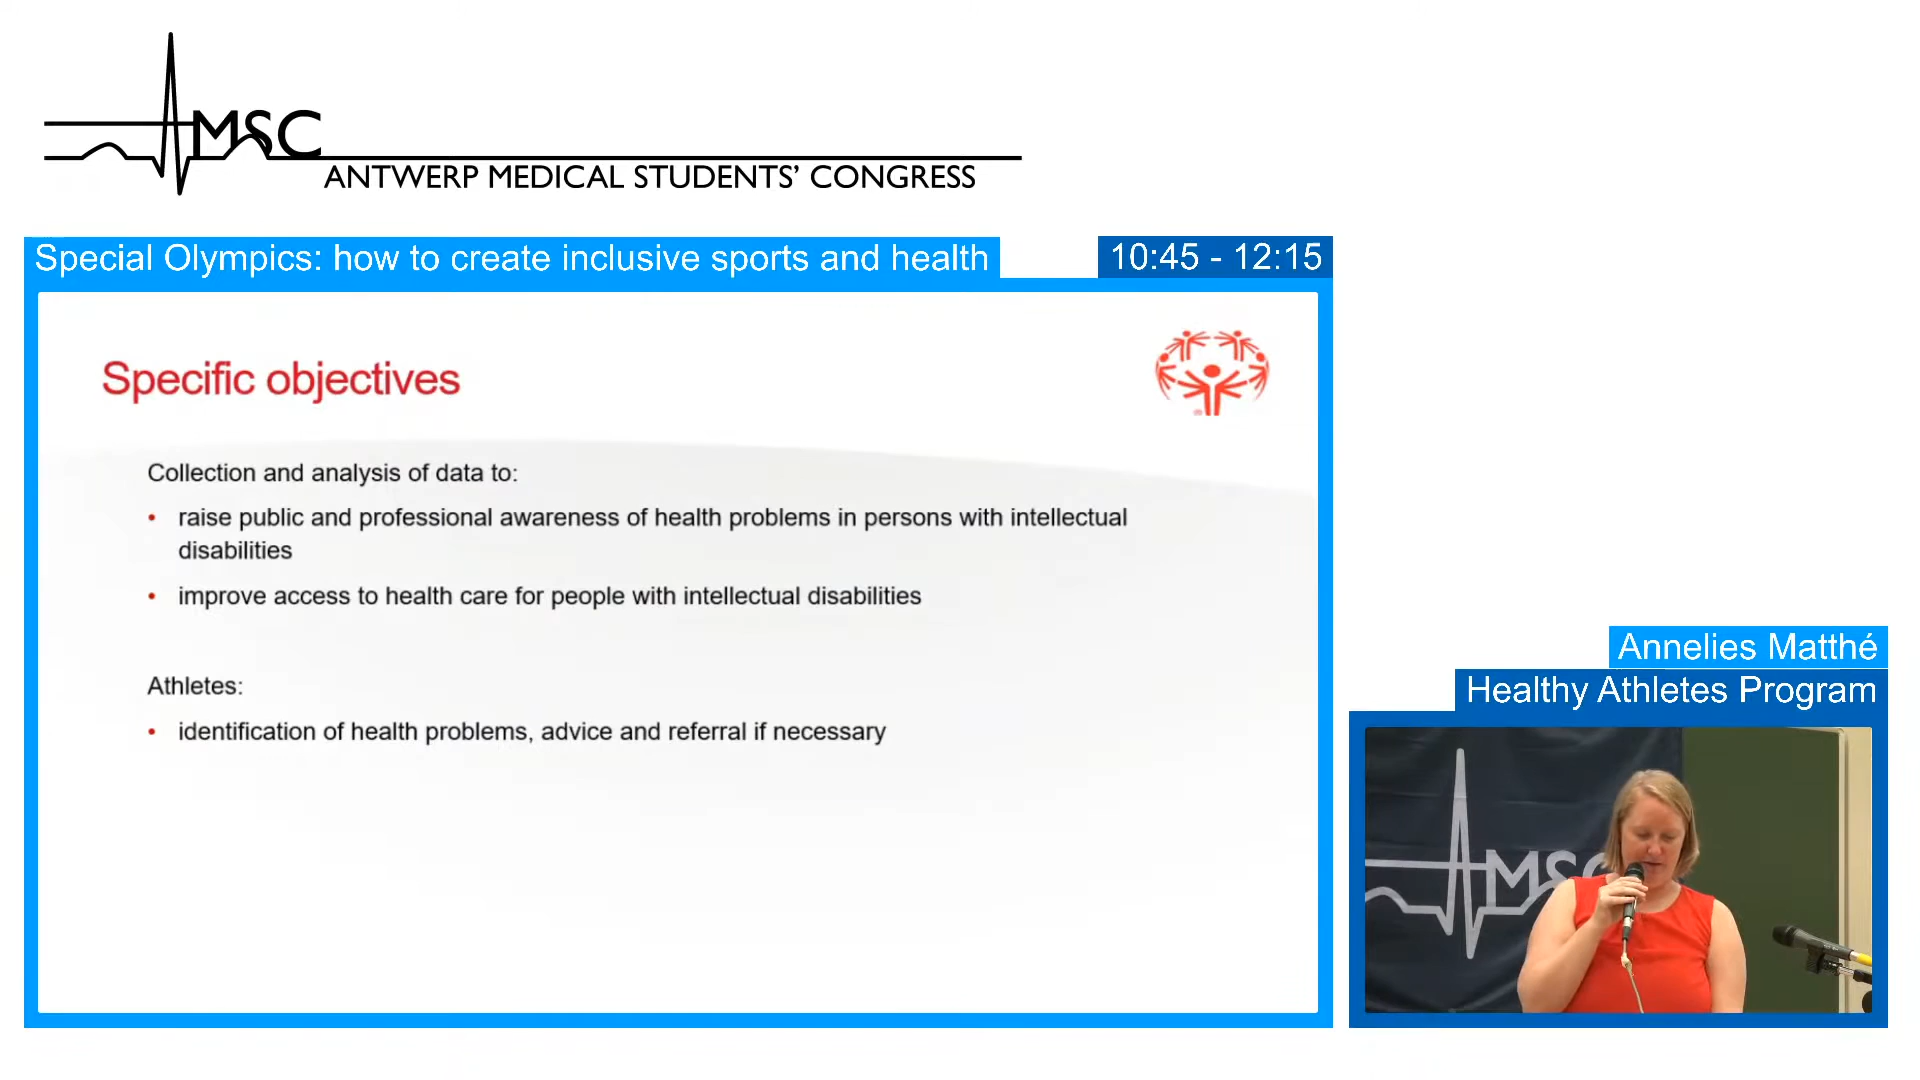 AMSC
ANTWERP MEDICAL STUDENTS' CONGRESS
Special Olympics: how to create inclusive sports and health
10:45 - 12:15
Specific objectives
Collection and analysis of data to:
• raise public and professional awareness of health problems in persons with intellectual
disabilities
• improve access to health care for people with intellectual disabilities
Athletes:
• identification of health problems, advice and referral if necessary
Annelies Matthé
Healthy Athletes Program
AMSC